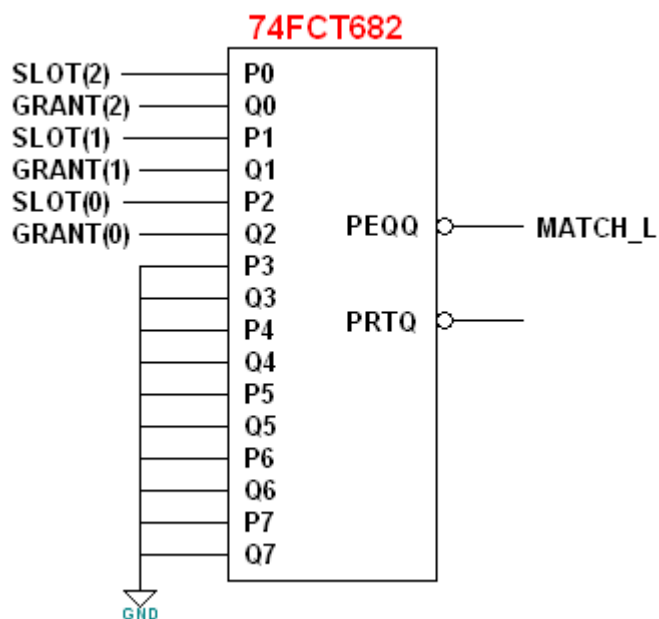 74FCT682
SLOT(2) P0
GRANT(2) Q0
SLOT(1) P1
GRANT(1) Q1
SLOT(0) P2
GRANT(0) Q2 PEQQ MATCH_L
P3
Q3
P4 PRTQ
Q4
P5
Q5
P6
Q6
P7
Q7
GND